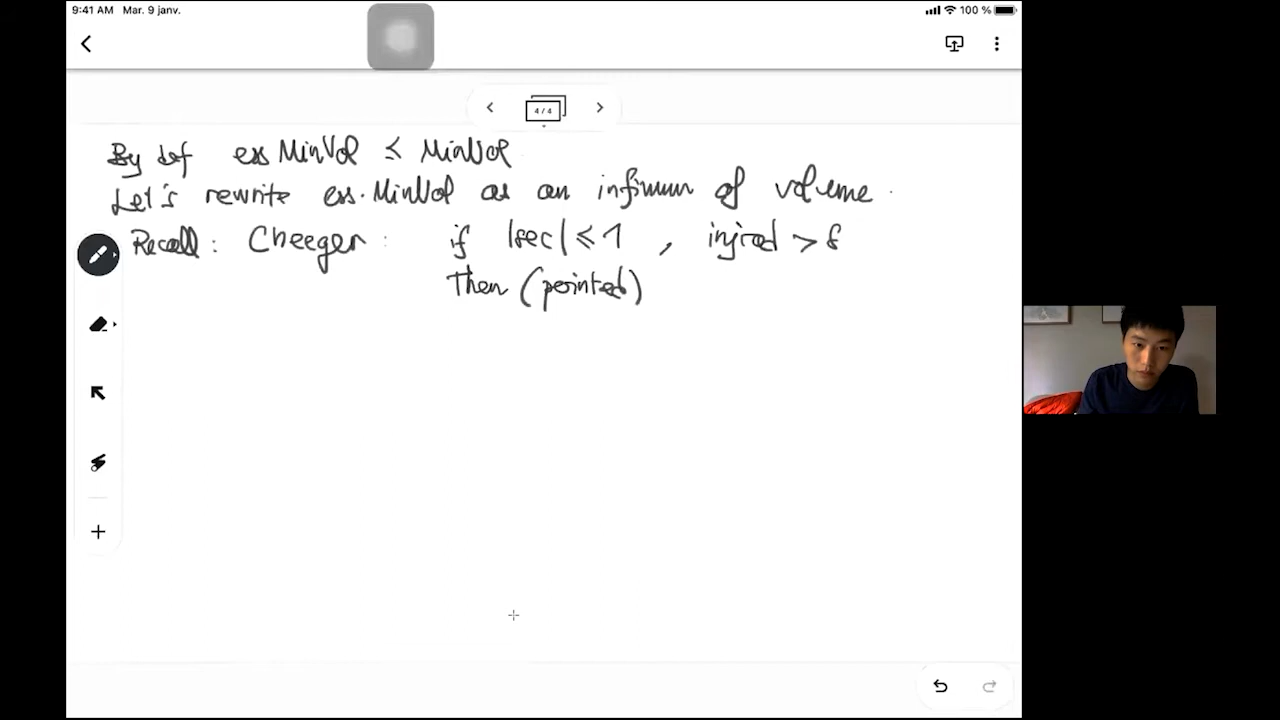 9:41 AM Mar. 9 janv.
100 %
4 / 4
By def ess MinVol ≤ MinVol
Let's rewrite ess. MinVol as an infimum of volume.
Recall: Cheeger: if |sec| ≤ 1, injrad > δ
Then (pointed)